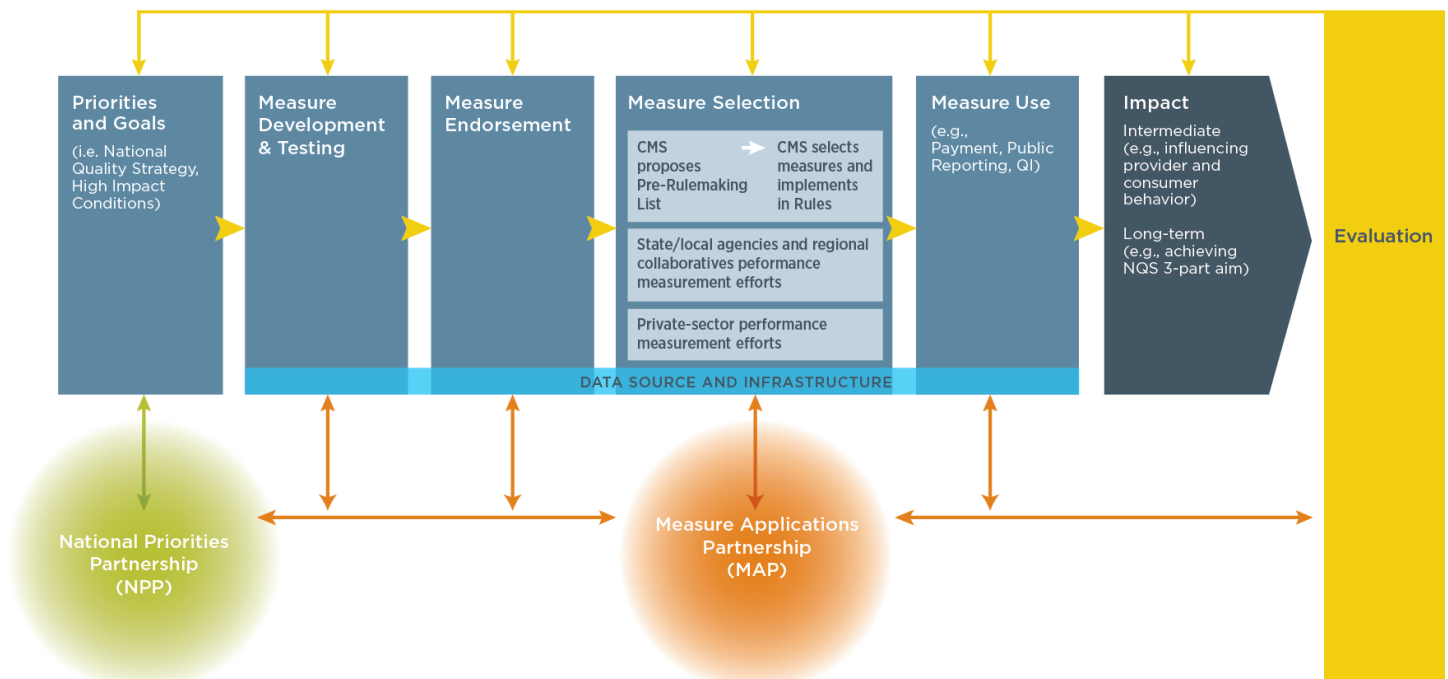 Priorities
and Goals
(i.e. National
Quality Strategy,
High Impact
Conditions)
Measure
Development
& Testing
Measure
Endorsement
Measure Selection
CMS
proposes
Pre-Rulemaking
List
CMS selects
measures and
implements
in Rules
State/local agencies and regional
collaboratives peformance
measurement efforts
Private-sector performance
measurement efforts
Measure Use
(e.g.,
Payment, Public
Reporting, QI)
Impact
Intermediate
(e.g., influencing
provider and
consumer
behavior)
Long-term
(e.g., achieving
NQS 3-part aim)
Evaluation
DATA SOURCE AND INFRASTRUCTURE
National Priorities
Partnership
(NPP)
Measure Applications
Partnership
(MAP)